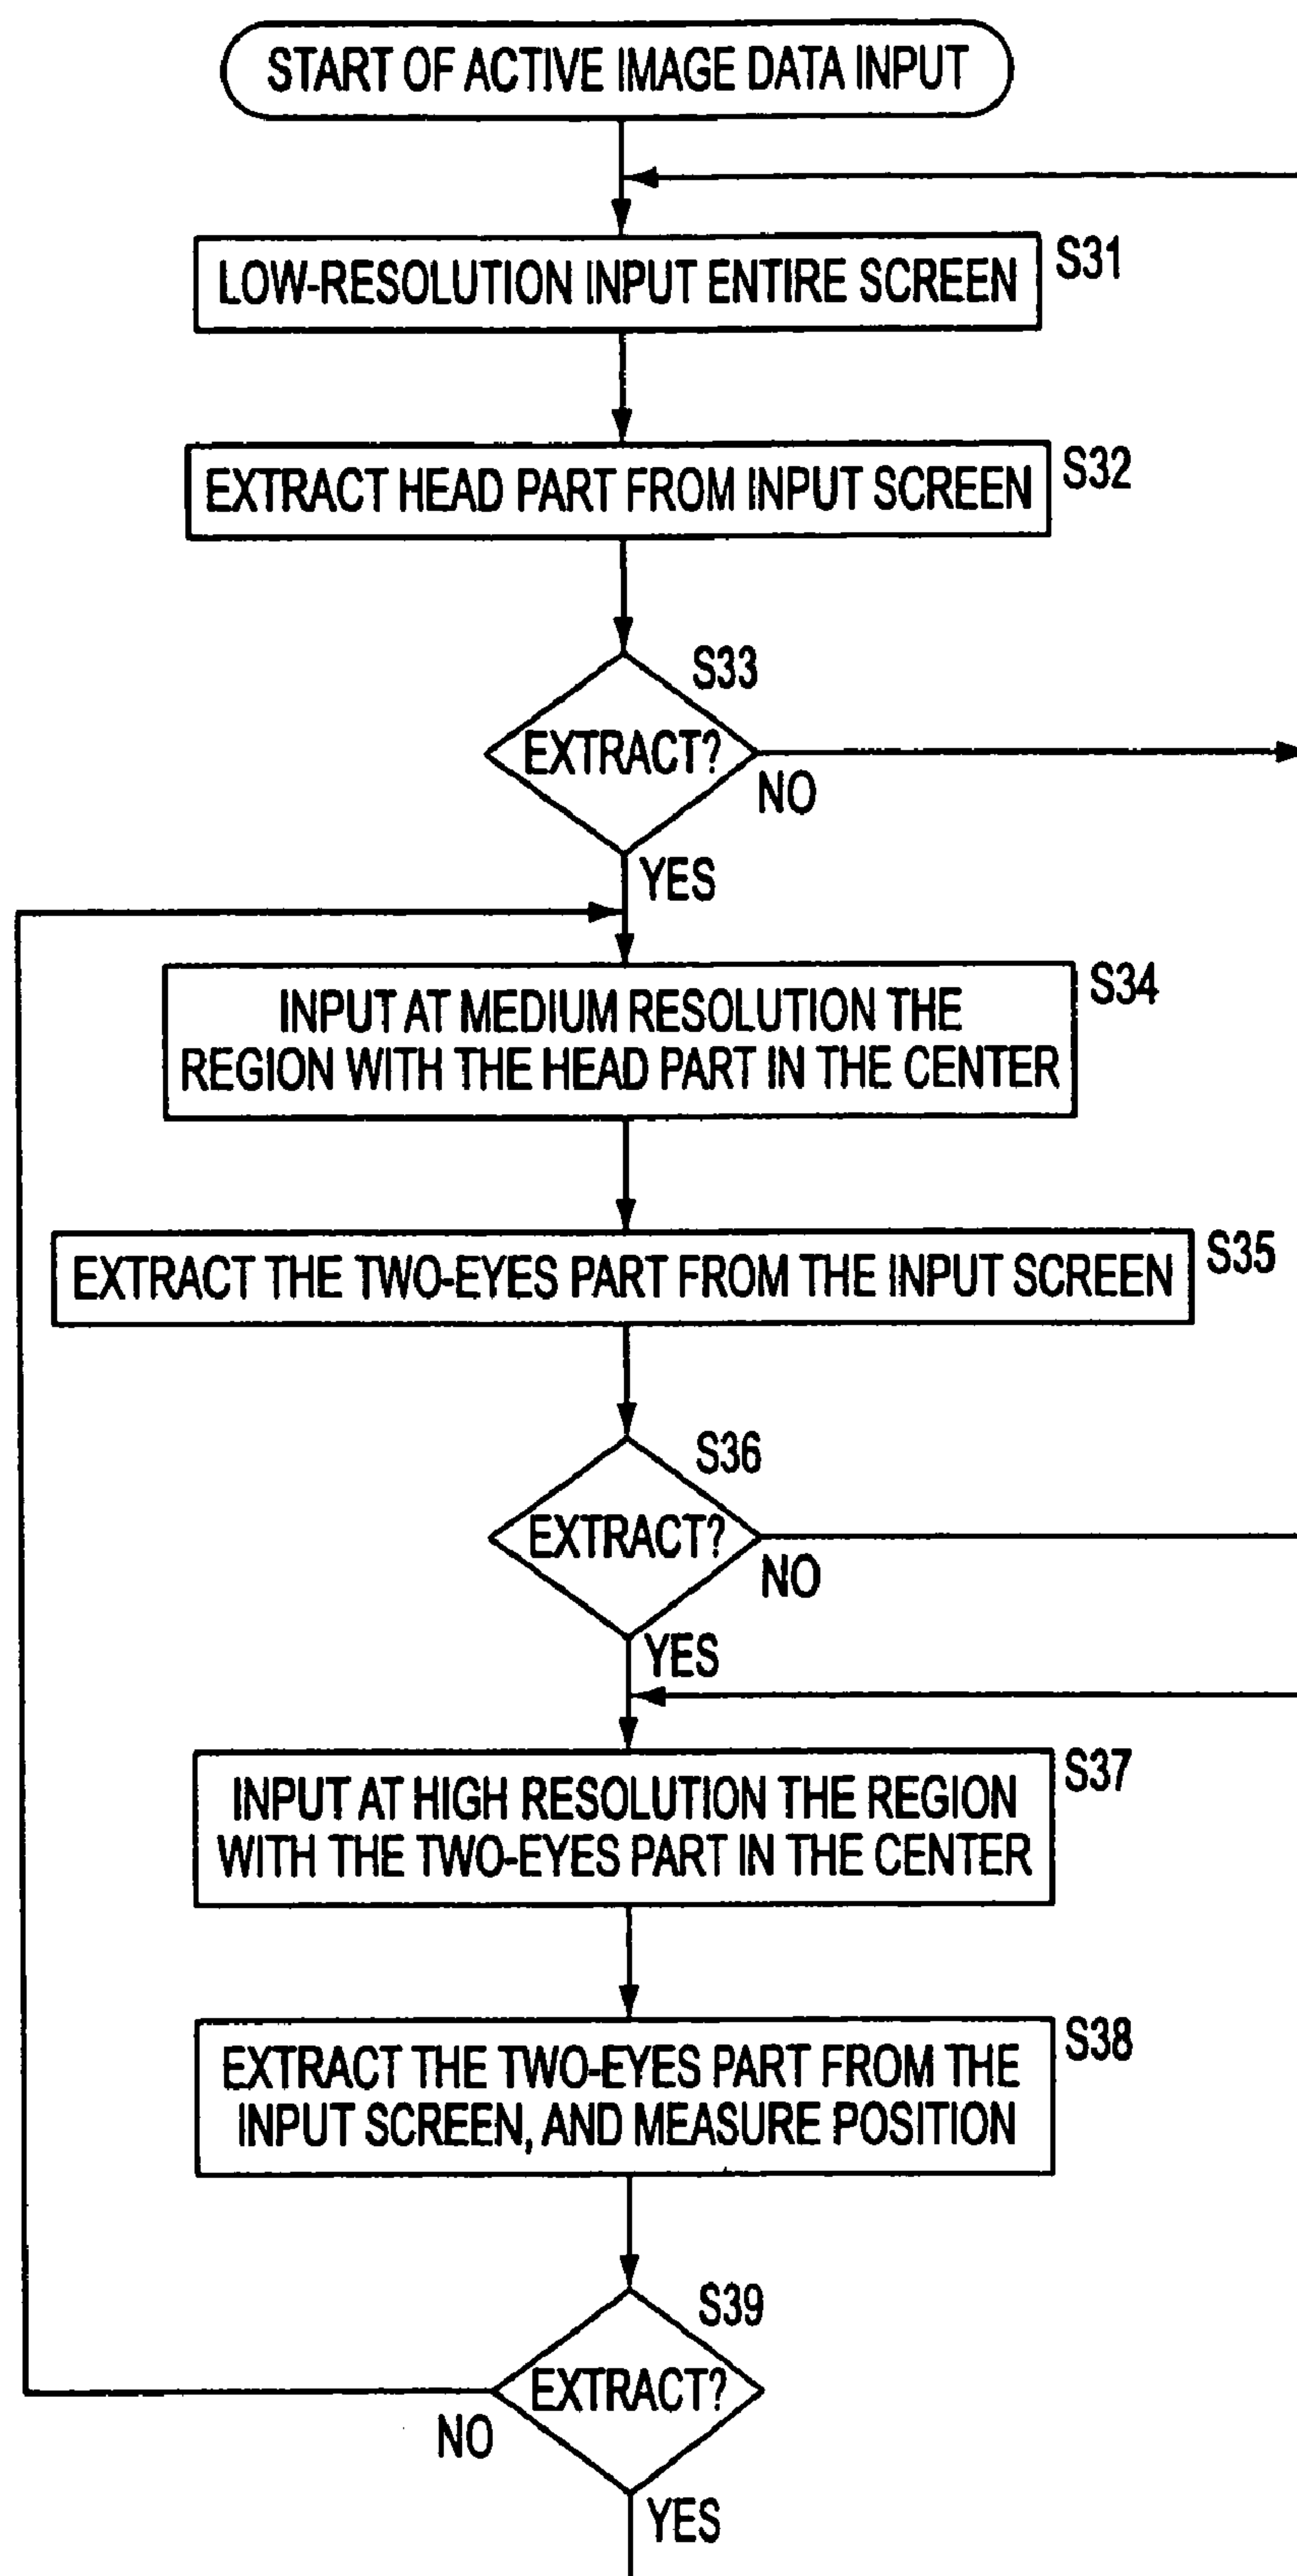 START OF ACTIVE IMAGE DATA INPUT
LOW-RESOLUTION INPUT ENTIRE SCREEN
S31
EXTRACT HEAD PART FROM INPUT SCREEN
S32
S33
EXTRACT?
NO
YES
INPUT AT MEDIUM RESOLUTION THE
REGION WITH THE HEAD PART IN THE CENTER
S34
EXTRACT THE TWO-EYES PART FROM THE INPUT SCREEN
S35
S36
EXTRACT?
NO
YES
INPUT AT HIGH RESOLUTION THE REGION
WITH THE TWO-EYES PART IN THE CENTER
S37
EXTRACT THE TWO-EYES PART FROM THE
INPUT SCREEN, AND MEASURE POSITION
S38
S39
EXTRACT?
NO
YES